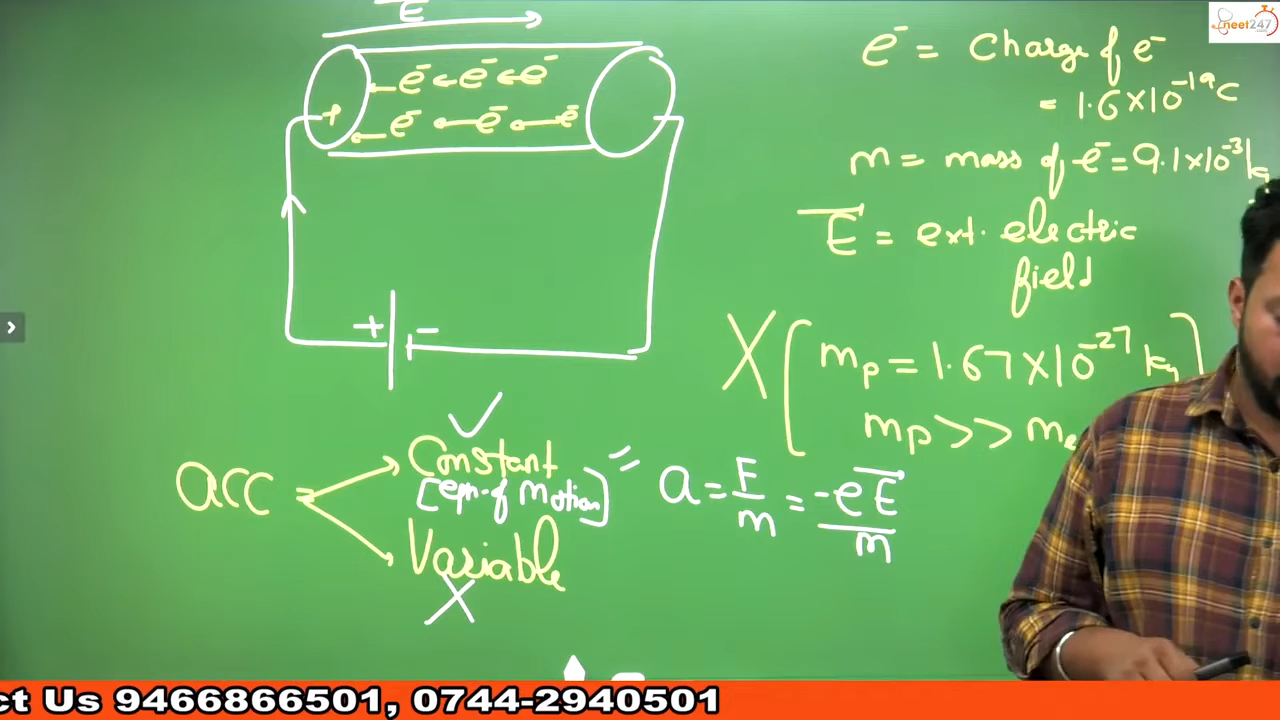 E
neet247
e⁻ e⁻ e⁻
+ e⁻ e⁻ e⁻
e⁻ = Charge of e⁻
= 1.6×10⁻¹⁹C
m = mass of e⁻ = 9.1×10⁻³¹kg
E = ext. electric
field
+ −
X [ mp = 1.67×10⁻²⁷ kg ]
mp >> me
acc = Constant
[eqn. of Motion] = a = F/m = -eE/m
Variable
X
ct Us 9466866501, 0744-2940501